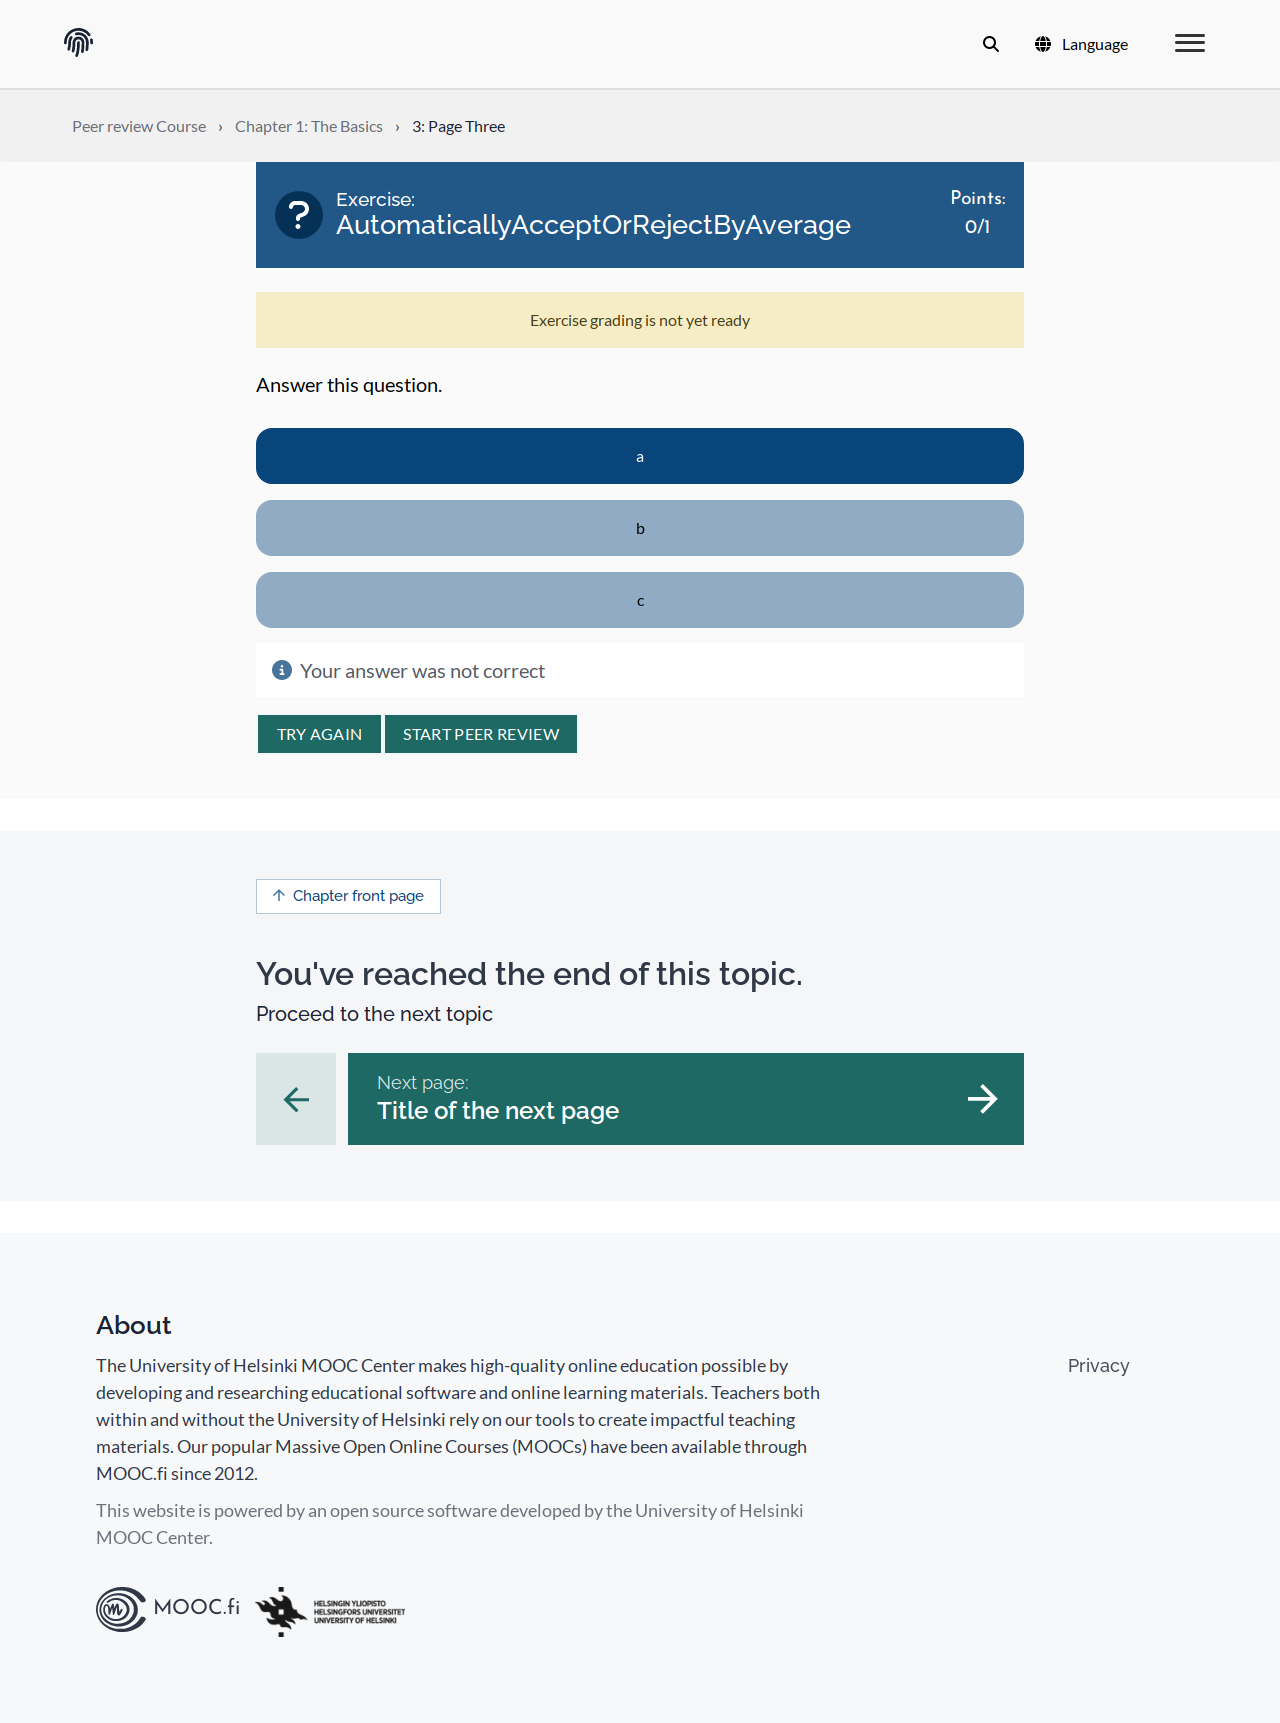 Language
Peer review Course › Chapter 1: The Basics › 3: Page Three
Exercise:
AutomaticallyAcceptOrRejectByAverage
Points:
0/1
Exercise grading is not yet ready
Answer this question.
a
b
c
Your answer was not correct
TRY AGAIN
START PEER REVIEW
Chapter front page
You've reached the end of this topic.
Proceed to the next topic
Next page:
Title of the next page
About
The University of Helsinki MOOC Center makes high-quality online education possible by
developing and researching educational software and online learning materials. Teachers both
within and without the University of Helsinki rely on our tools to create impactful teaching
materials. Our popular Massive Open Online Courses (MOOCs) have been available through
MOOC.fi since 2012.
Privacy
This website is powered by an open source software developed by the University of Helsinki
MOOC Center.
MOOC.fi
HELSINGIN YLIOPISTO
HELSINGFORS UNIVERSITET
UNIVERSITY OF HELSINKI